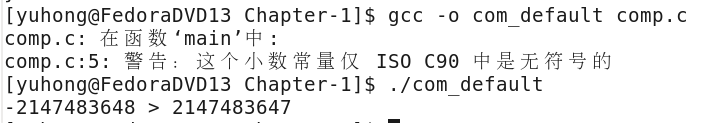 [yuhong@FedoraDVD13 Chapter-1]$ gcc -o com_default comp.c
comp.c: 在函数‘main’中:
comp.c:5: 警告: 这个小数常量仅 ISO C90 中是无符号的
[yuhong@FedoraDVD13 Chapter-1]$ ./com_default
-2147483648 > 2147483647